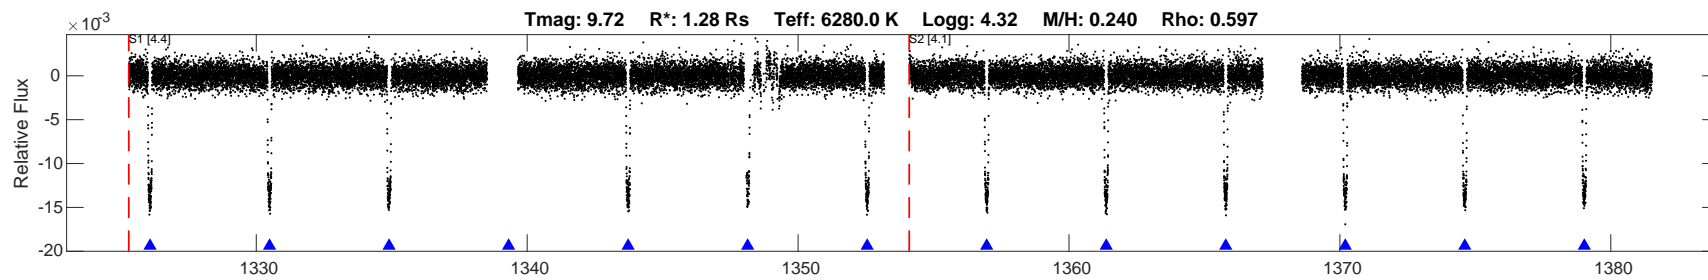 Tmag: 9.72 R*: 1.28 Rs Teff: 6280.0 K Logg: 4.32 M/H: 0.240 Rho: 0.597
× 10⁻³
S1 [4.4] S2 [4.1]
0
-5
-10
-15
-20
Relative Flux
1330 1340 1350 1360 1370 1380